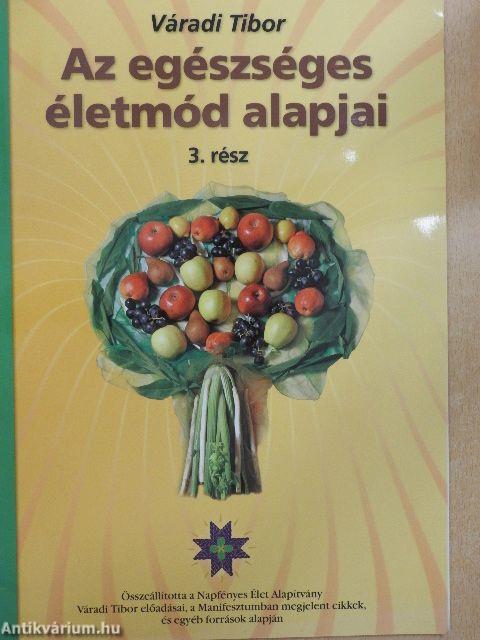 Váradi Tibor
Az egészséges
életmód alapjai
3. rész
Összeállította a Napfényes Élet Alapítvány
Váradi Tibor előadásai, a Manifesztumban megjelent cikkek,
és egyéb források alapján
Antikvárium.hu